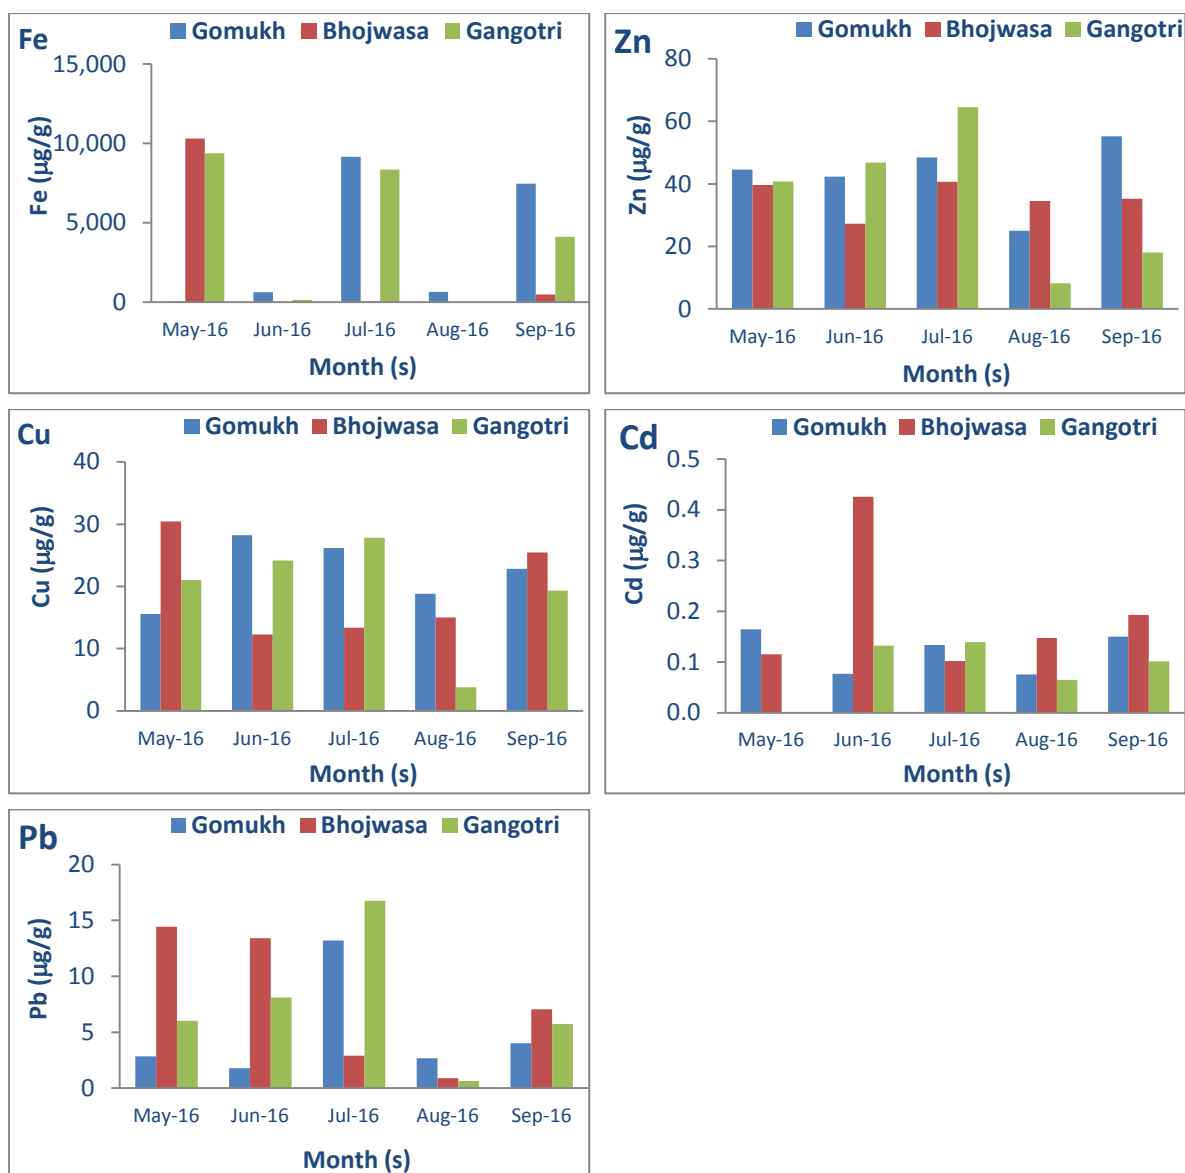 Fe
Gomukh Bhojwasa Gangotri
15,000
10,000
5,000
0
Fe (µg/g)
May-16 Jun-16 Jul-16 Aug-16 Sep-16
Month (s)
Zn
Gomukh Bhojwasa Gangotri
80
60
40
20
0
Zn (µg/g)
May-16 Jun-16 Jul-16 Aug-16 Sep-16
Month (s)
Cu
Gomukh Bhojwasa Gangotri
40
30
20
10
0
Cu (µg/g)
May-16 Jun-16 Jul-16 Aug-16 Sep-16
Month (s)
Cd
Gomukh Bhojwasa Gangotri
0.5
0.4
0.3
0.2
0.1
0.0
Cd (µg/g)
May-16 Jun-16 Jul-16 Aug-16 Sep-16
Month (s)
Pb
Gomukh Bhojwasa Gangotri
20
15
10
5
0
Pb (µg/g)
May-16 Jun-16 Jul-16 Aug-16 Sep-16
Month (s)